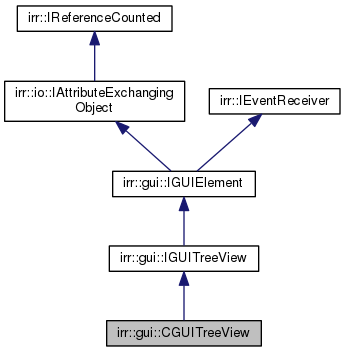 irr::IReferenceCounted
irr::io::IAttributeExchanging
Object
irr::IEventReceiver
irr::gui::IGUIElement
irr::gui::IGUITreeView
irr::gui::CGUITreeView